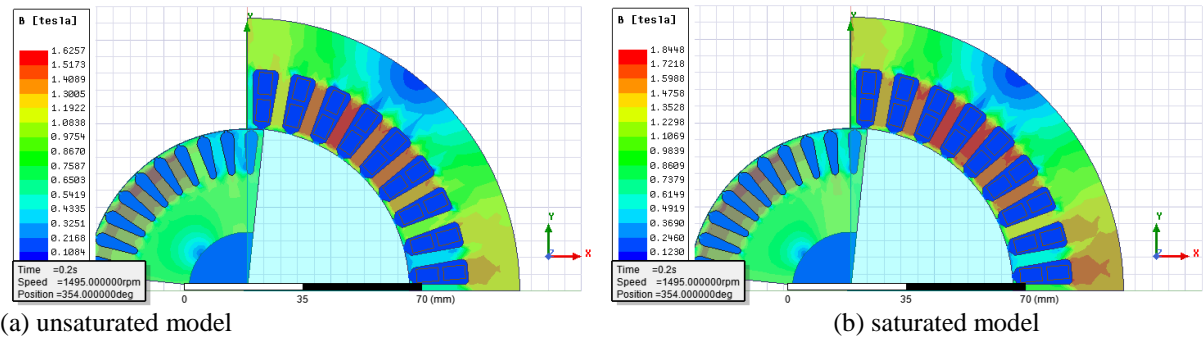 B [tesla]
1.6257
1.5173
1.4089
1.3005
1.1922
1.0838
0.9754
0.8670
0.7587
0.6503
0.5419
0.4335
0.3251
0.2168
0.1084
Y
Y
X
Z
Time =0.2s
Speed =1495.000000rpm
Position =354.000000deg
0 35 70 (mm)
(a) unsaturated model
B [tesla]
1.8448
1.7218
1.5988
1.4758
1.3528
1.2298
1.1069
0.9839
0.8609
0.7379
0.6149
0.4919
0.3690
0.2460
0.1230
Y
Y
X
Z
Time =0.2s
Speed =1495.000000rpm
Position =354.000000deg
0 35 70 (mm)
(b) saturated model